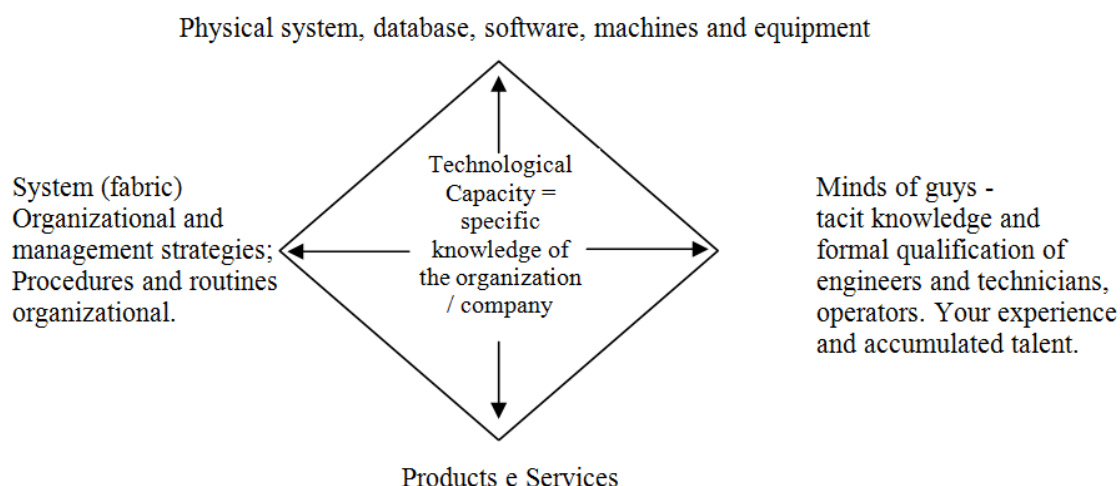 Physical system, database, software, machines and equipment
System (fabric)
Organizational and
management strategies;
Procedures and routines
organizational.
Technological
Capacity =
specific
knowledge of
the organization
/ company
Minds of guys -
tacit knowledge and
formal qualification of
engineers and technicians,
operators. Your experience
and accumulated talent.
Products e Services